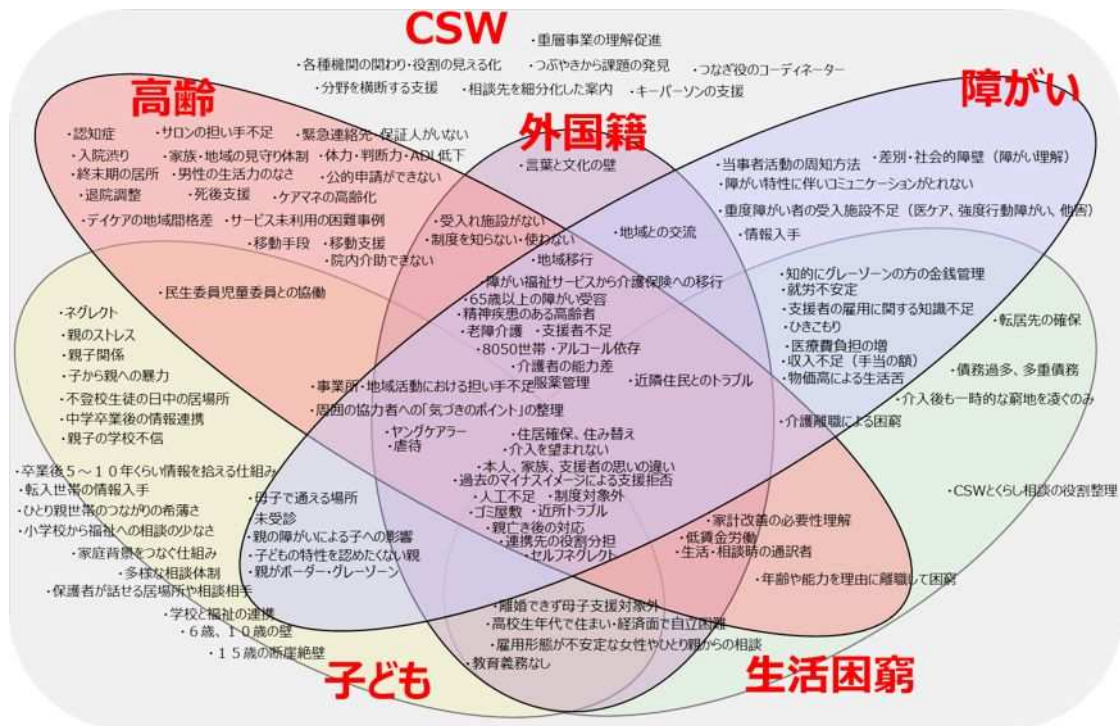 CSW
・重層事業の理解促進
・各種機関の関わり・役割の見える化 ・つぶやきから課題の発見 ・つなぎ役のコーディネーター
・分野を横断する支援 ・相談先を細分化した案内 ・キーパーソンの支援
高齢
・認知症 ・サロンの担い手不足 ・緊急連絡先・保証人がいない
・入院渋り ・家族・地域の見守り体制 ・体力・判断力・ADL低下
・終末期の居所 ・男性の生活力のなさ ・公的申請ができない
・退院調整 ・死後支援 ・ケアマネの高齢化
・デイケアの地域間格差 ・サービス未利用の困難事例
・移動手段 ・移動支援
・院内介助できない
・民生委員児童委員との協働
外国籍
・言葉と文化の壁
・受入れ施設がない
・制度を知らない・使わない
・地域との交流
・地域移行
障がい
・当事者活動の周知方法 ・差別・社会的障壁（障がい理解）
・障がい特性に伴いコミュニケーションがとれない
・重度障がい者の受入施設不足（医ケア、強度行動障がい、他害）
・情報入手
・障がい福祉サービスから介護保険への移行
・65歳以上の障がい受容
・精神疾患のある高齢者
・老障介護 ・支援者不足
・8050世帯 ・アルコール依存
・介護者の能力差
・服薬管理
・近隣住民とのトラブル
・事業所・地域活動における担い手不足
・周囲の協力者への「気づきのポイント」の整理
・ヤングケアラー
・虐待
・住居確保、住み替え
・介入を望まれない
・本人、家族、支援者の思いの違い
・過去のマイナスイメージによる支援拒否
・人工不足 ・制度対象外
・ゴミ屋敷 ・近所トラブル
・親亡き後の対応
・連携先の役割分担
・セルフネグレクト
・知的にグレーゾーンの方の金銭管理
・就労不安定
・支援者の雇用に関する知識不足
・ひきこもり
・医療費負担の増
・収入不足（手当の額）
・物価高による生活苦
・介護離職による困窮
・転居先の確保
・債務過多、多重債務
・介入後も一時的な窮地を凌ぐのみ
・CSWとくらし相談の役割整理
・家計改善の必要性理解
・低賃金労働
・生活・相談時の通訳者
・年齢や能力を理由に離職して困窮
・ネグレクト
・親のストレス
・親子関係
・子から親への暴力
・不登校生徒の日中の居場所
・中学卒業後の情報連携
・親子の学校不信
・卒業後５～１０年くらい情報を拾える仕組み
・転入世帯の情報入手
・ひとり親世帯のつながりの希薄さ
・小学校から福祉への相談の少なさ
・家庭背景をつなぐ仕組み
・多様な相談体制
・保護者が話せる居場所や相談相手
・学校と福祉の連携
・６歳、１０歳の壁
・１５歳の断崖絶壁
・母子で通える場所
・未受診
・親の障がいによる子への影響
・子どもの特性を認めたくない親
・親がボーダー・グレーゾーン
・離婚できず母子支援対象外
・高校生年代で住まい・経済面で自立困難
・雇用形態が不安定な女性やひとり親からの相談
・教育義務なし
子ども
生活困窮